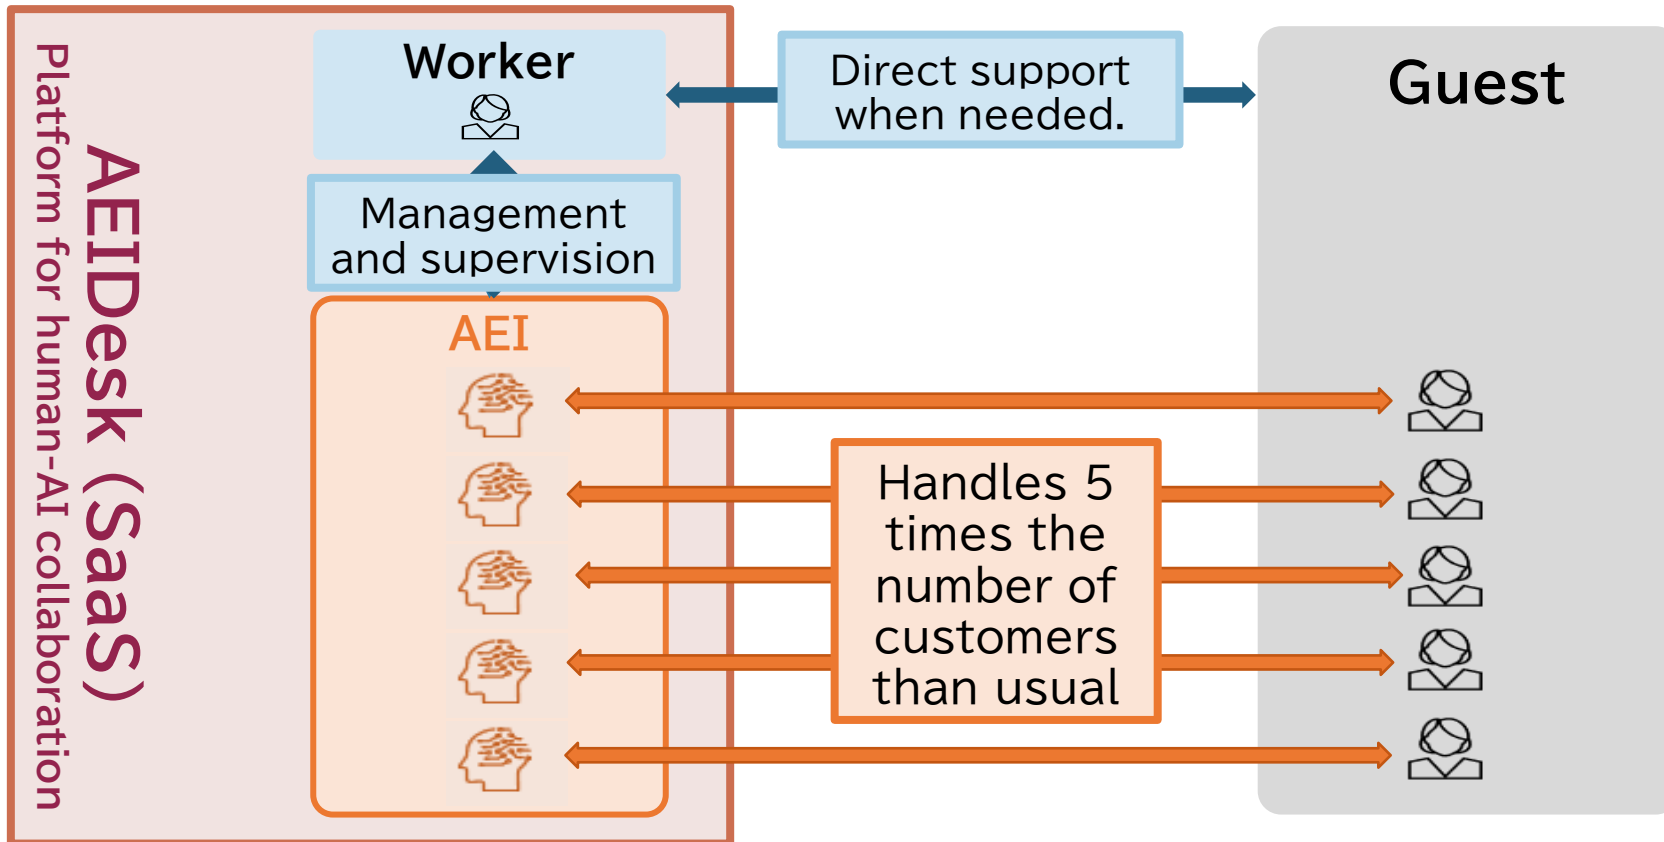 AEIDesk (SaaS)
Platform for human-AI collaboration
Worker
Management
and supervision
AEI
Direct support
when needed.
Handles 5
times the
number of
customers
than usual
Guest